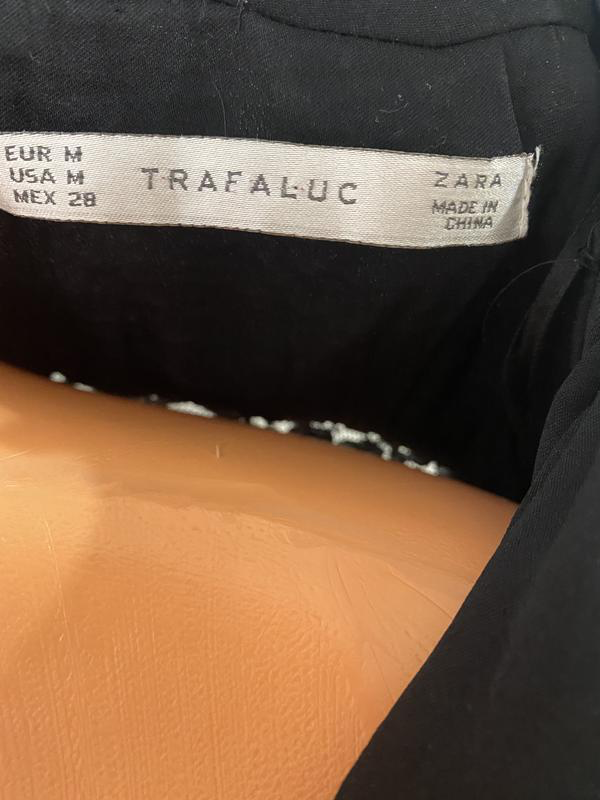 EUR M
USA M
MEX 28
TRAFALUC
ZARA
MADE IN
CHINA